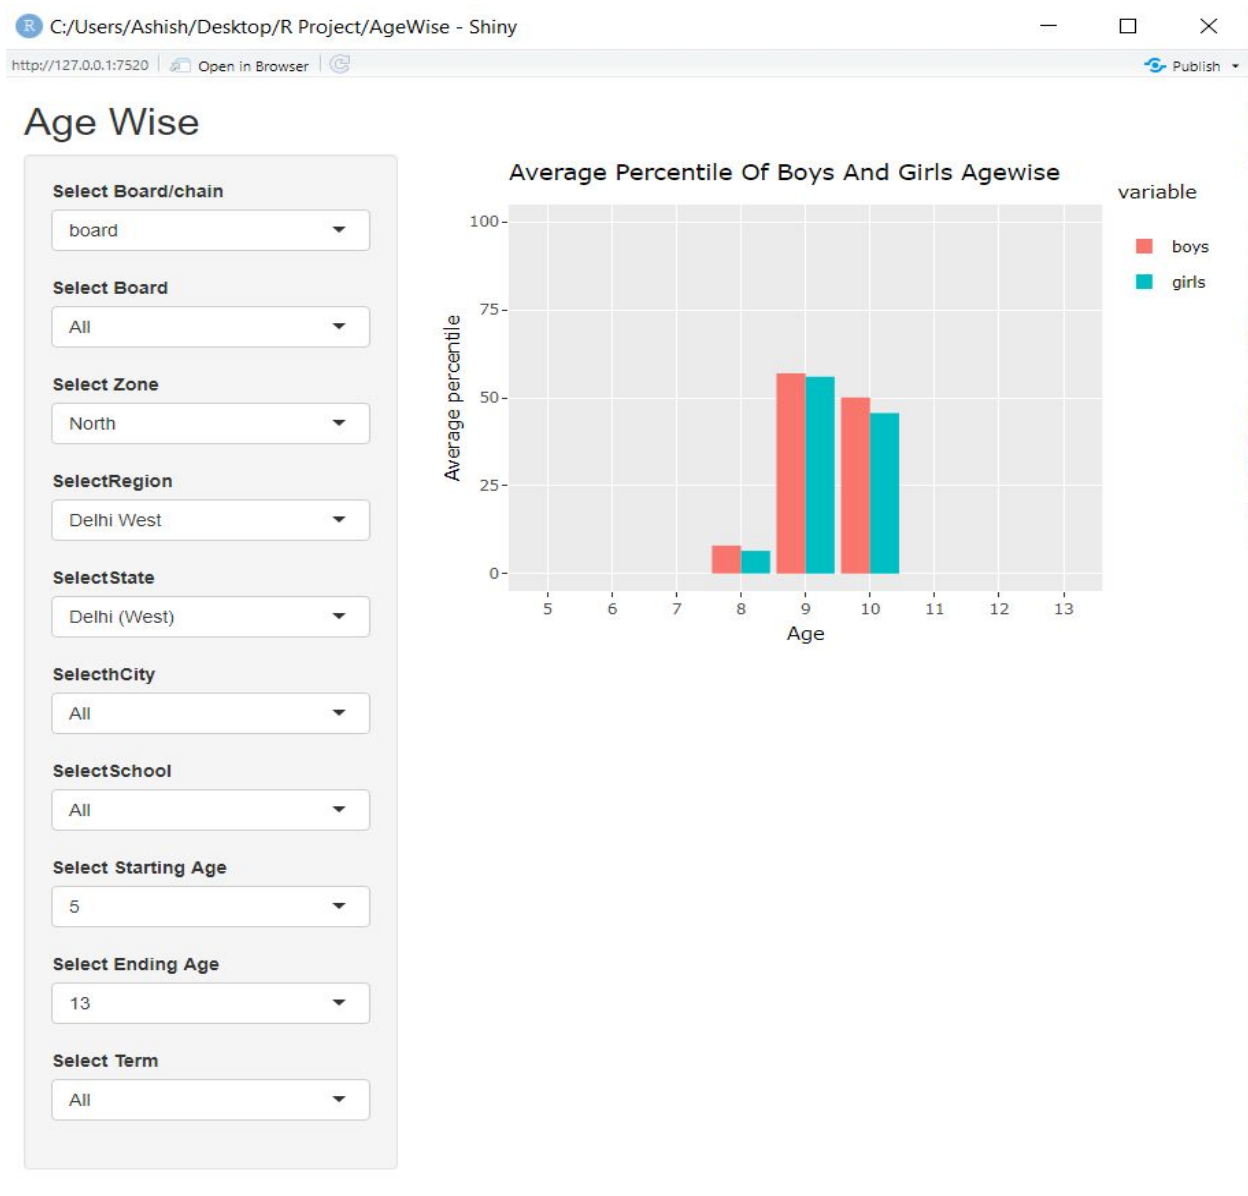 R C:/Users/Ashish/Desktop/R Project/AgeWise - Shiny
http://127.0.0.1:7520 Open in Browser Publish
Age Wise
Select Board/chain
board
Select Board
All
Select Zone
North
SelectRegion
Delhi West
SelectState
Delhi (West)
SelecthCity
All
SelectSchool
All
Select Starting Age
5
Select Ending Age
13
Select Term
All
Average Percentile Of Boys And Girls Agewise
variable
boys
girls
Average percentile
100
75
50
25
0
5 6 7 8 9 10 11 12 13
Age